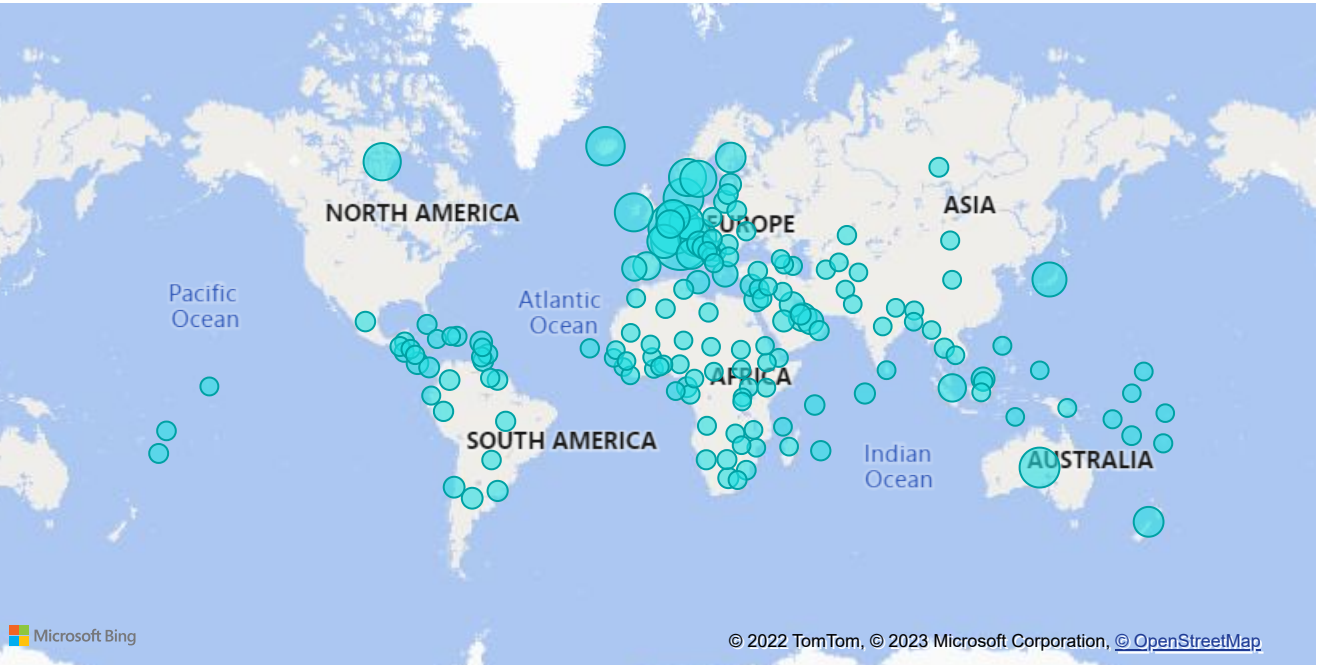 NORTH AMERICA
ASIA
EUROPE
Pacific
Ocean
Atlantic
Ocean
AFRICA
SOUTH AMERICA
Indian
Ocean
AUSTRALIA
Microsoft Bing
© 2022 TomTom, © 2023 Microsoft Corporation, © OpenStreetMap